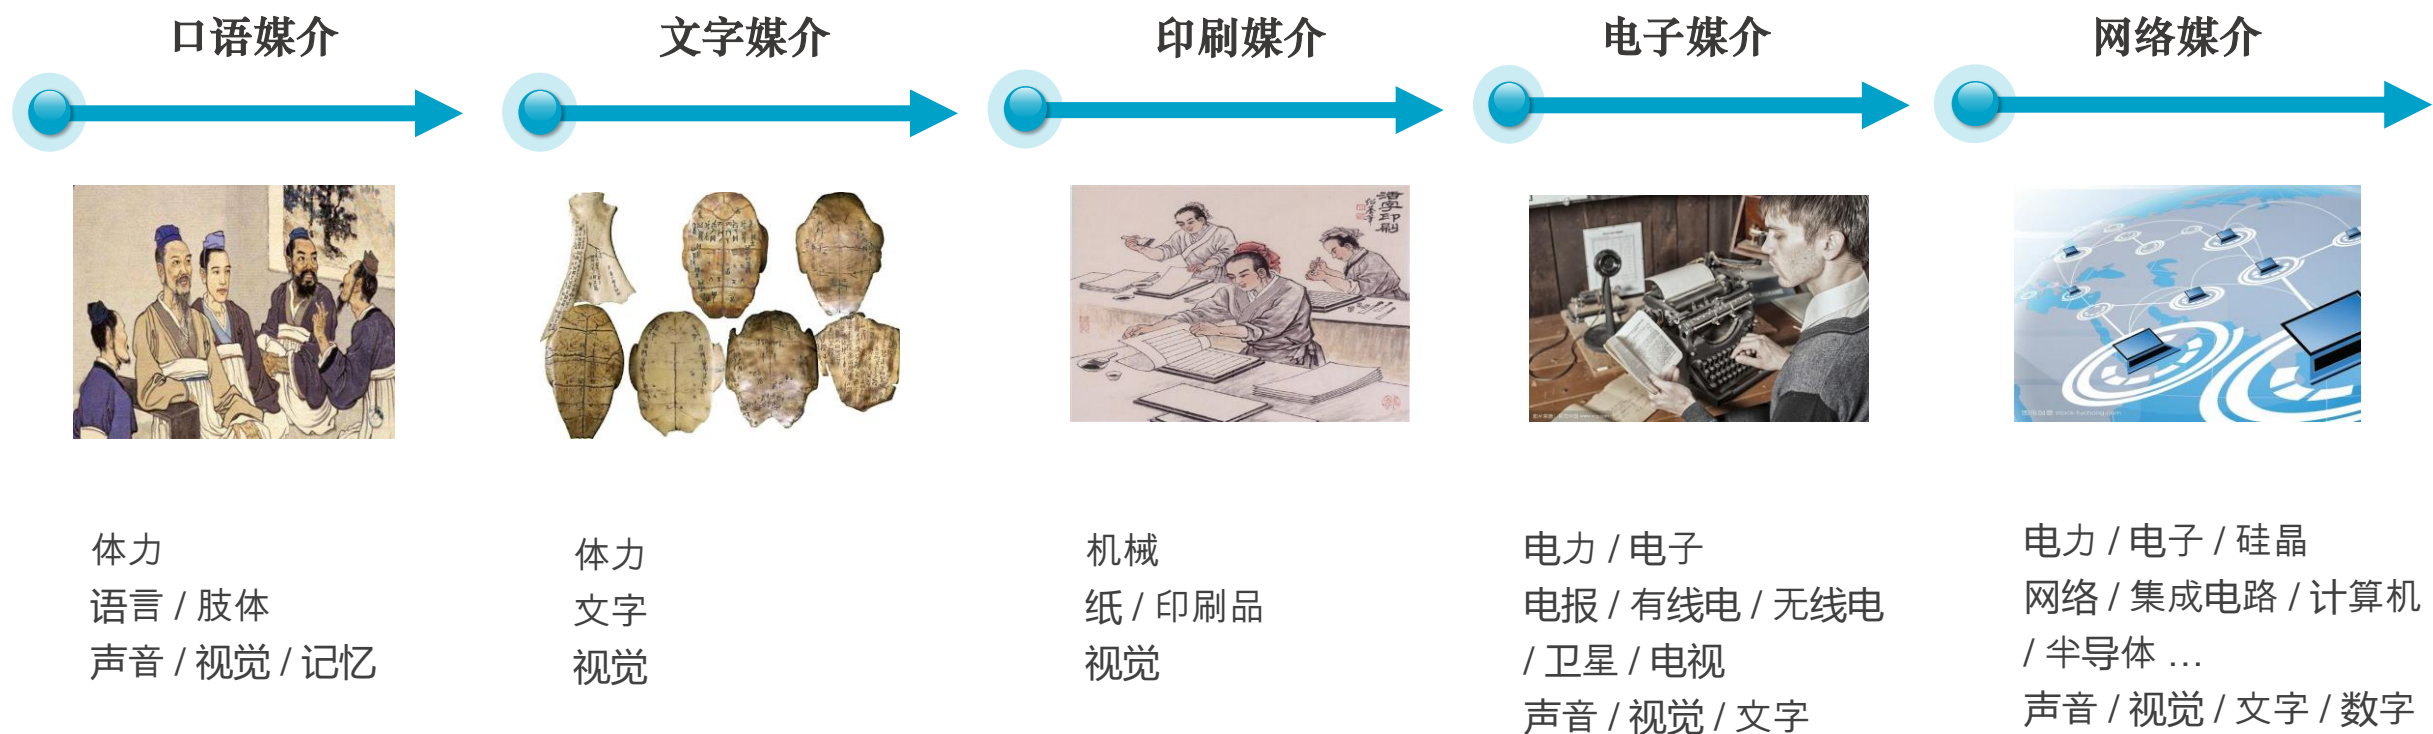 口语媒介
文字媒介
印刷媒介
电子媒介
网络媒介
活字印刷
体力
语言 / 肢体
声音 / 视觉 / 记忆
体力
文字
视觉
机械
纸 / 印刷品
视觉
电力 / 电子
电报 / 有线电 / 无线电
/ 卫星 / 电视
声音 / 视觉 / 文字
电力 / 电子 / 硅晶
网络 / 集成电路 / 计算机
/ 半导体 …
声音 / 视觉 / 文字 / 数字